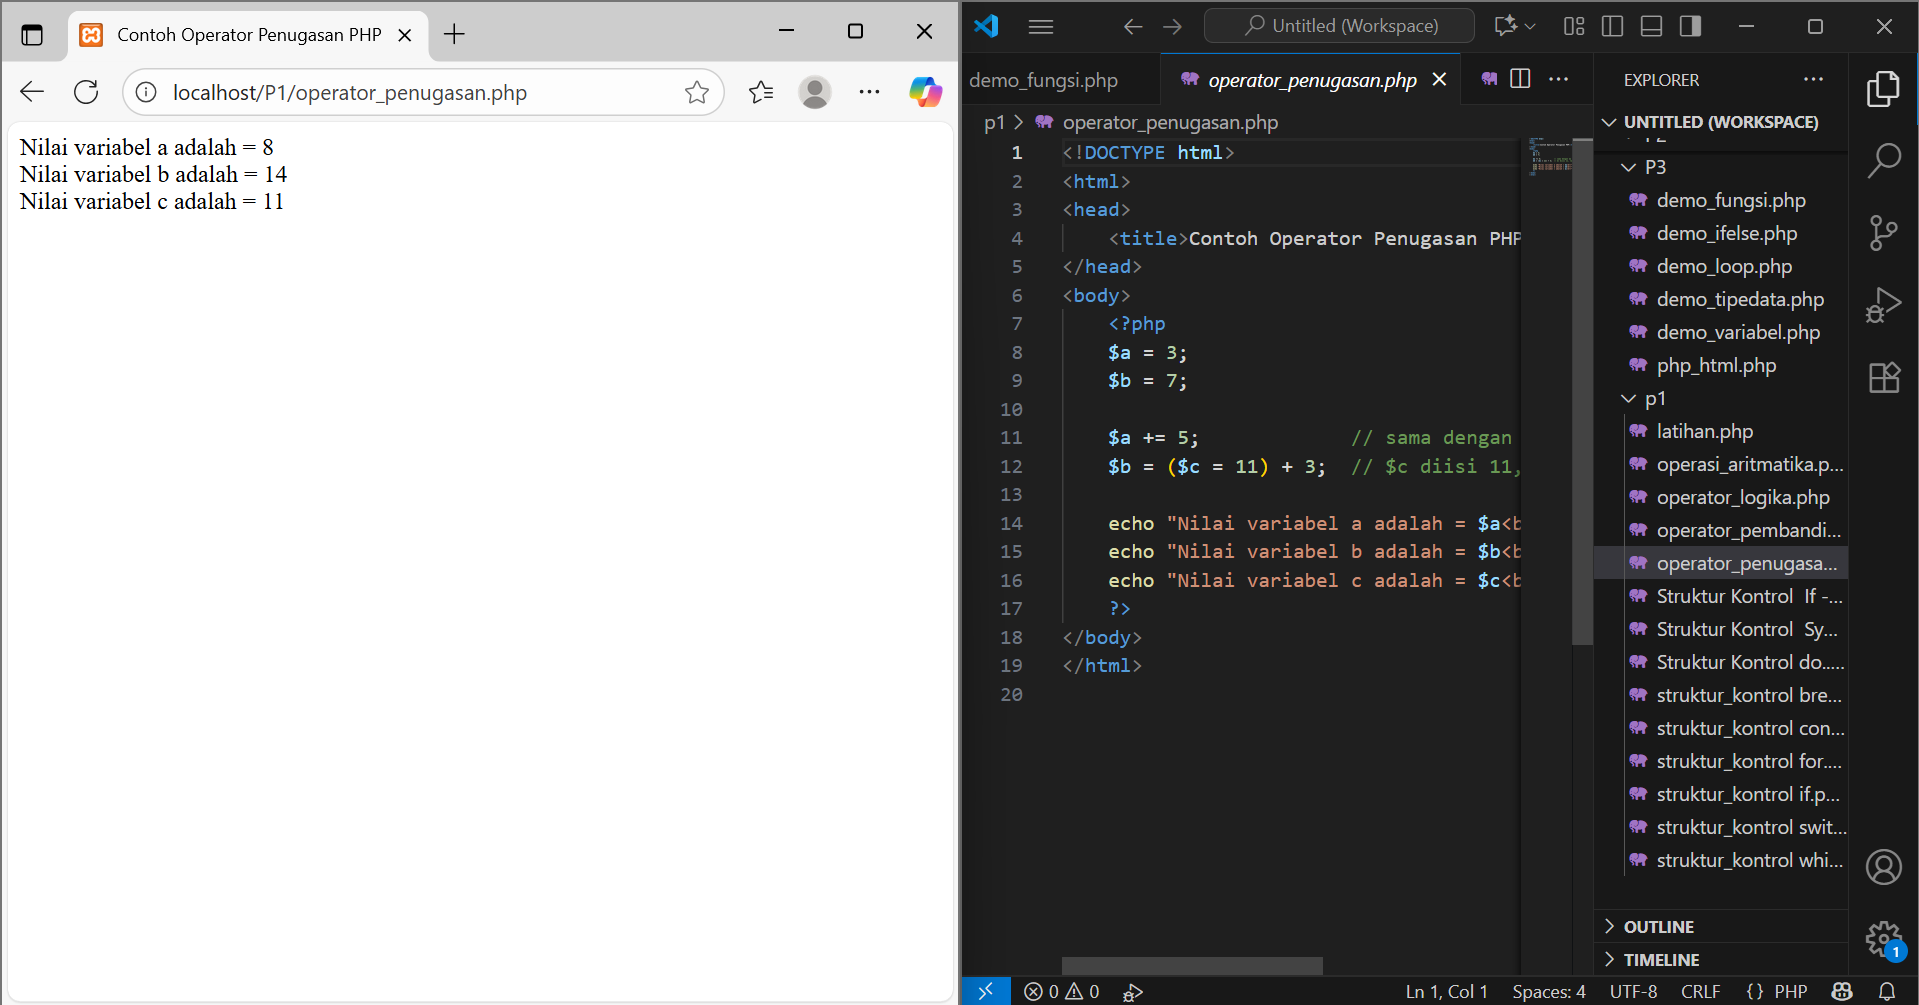 Contoh Operator Penugasan PHP
localhost/P1/operator_penugasan.php
Nilai variabel a adalah = 8
Nilai variabel b adalah = 14
Nilai variabel c adalah = 11
Untitled (Workspace)
demo_fungsi.php
operator_penugasan.php
p1 > operator_penugasan.php
1 <!DOCTYPE html>
2 <html>
3 <head>
4 <title>Contoh Operator Penugasan PHP
5 </head>
6 <body>
7 <?php
8 $a = 3;
9 $b = 7;
10
11 $a += 5; // sama dengan
12 $b = ($c = 11) + 3; // $c diisi 11,
13
14 echo "Nilai variabel a adalah = $a<b
15 echo "Nilai variabel b adalah = $b<b
16 echo "Nilai variabel c adalah = $c<b
17 ?>
18 </body>
19 </html>
20
EXPLORER
UNTITLED (WORKSPACE)
P3
demo_fungsi.php
demo_ifelse.php
demo_loop.php
demo_tipedata.php
demo_variabel.php
php_html.php
p1
latihan.php
operasi_aritmatika.p...
operator_logika.php
operator_pembandi...
operator_penugasa...
Struktur Kontrol  If -...
Struktur Kontrol  Sy...
Struktur Kontrol do.....
struktur_kontrol bre...
struktur_kontrol con...
struktur_kontrol for....
struktur_kontrol if.p...
struktur_kontrol swit...
struktur_kontrol whi...
OUTLINE
TIMELINE
1
0 0
Ln 1, Col 1
Spaces: 4
UTF-8
CRLF
{ } PHP